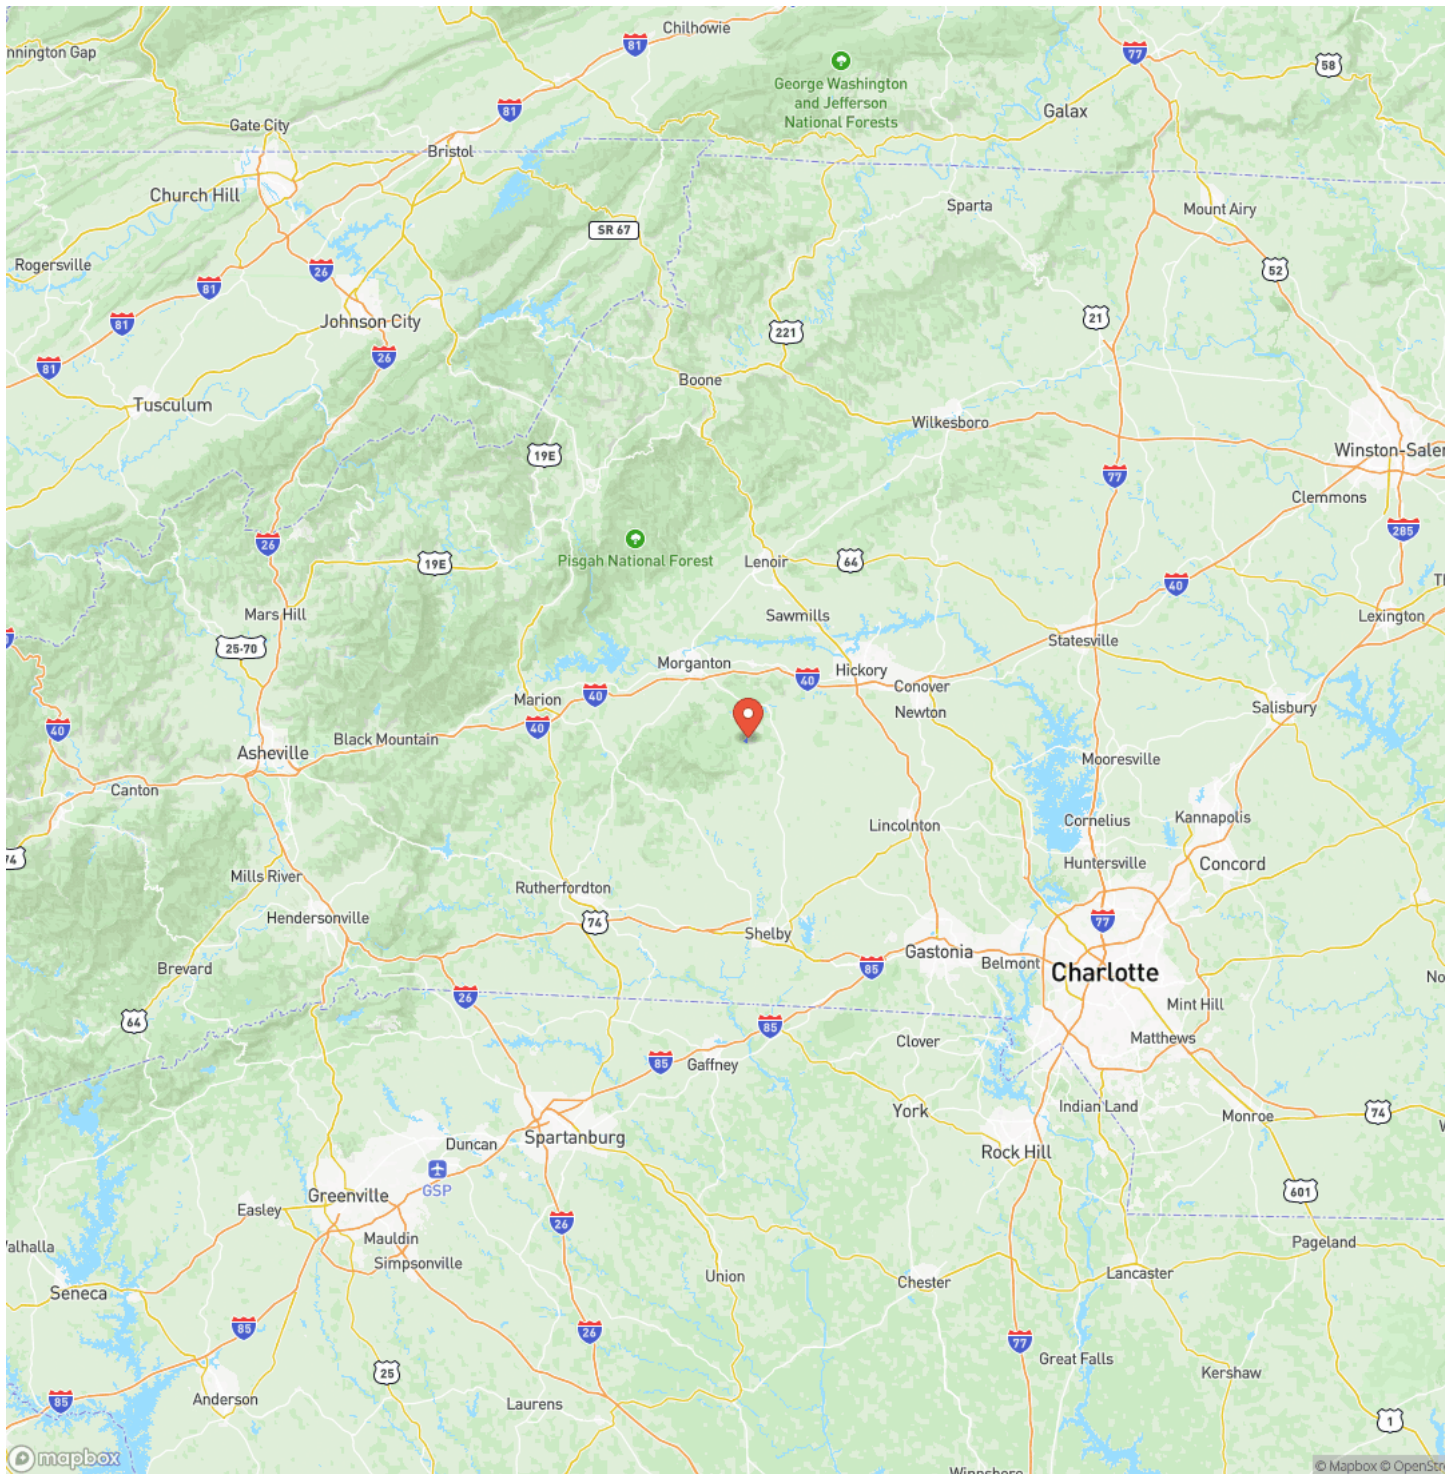 Chilhowie
81
77
nnington Gap
58
George Washington
and Jefferson
National Forests
81
Galax
Gate City
Bristol
Church Hill
Sparta
Mount Airy
SR 67
Rogersville
26
52
81
81
Johnson City
221
21
26
81
Boone
Tusculum
Wilkesboro
19E
Winston-Saler
77
Clemmons
285
26
Pisgah National Forest
19E
Lenoir
64
40
Mars Hill
Sawmills
Lexington
25-70
Statesville
Morganton
Hickory
40
Conover
Marion
40
Newton
Salisbury
40
40
Black Mountain
Asheville
Mooresville
Canton
Cornelius
Kannapolis
Lincolnton
74
Huntersville
Concord
Mills River
Rutherfordton
Hendersonville
74
77
Shelby
Gastonia
Belmont
85
Charlotte
Brevard
No
26
Mint Hill
64
85
Matthews
Clover
85
Gaffney
York
Indian Land
74
Monroe
Duncan
Spartanburg
Rock Hill
GSP
Greenville
601
Easley
26
Mauldin
Valhalla
Pageland
Simpsonville
Union
Lancaster
Chester
Seneca
85
26
77
Great Falls
25
Kershaw
Anderson
85
Laurens
1
mapbox
© Mapbox © OpenStre